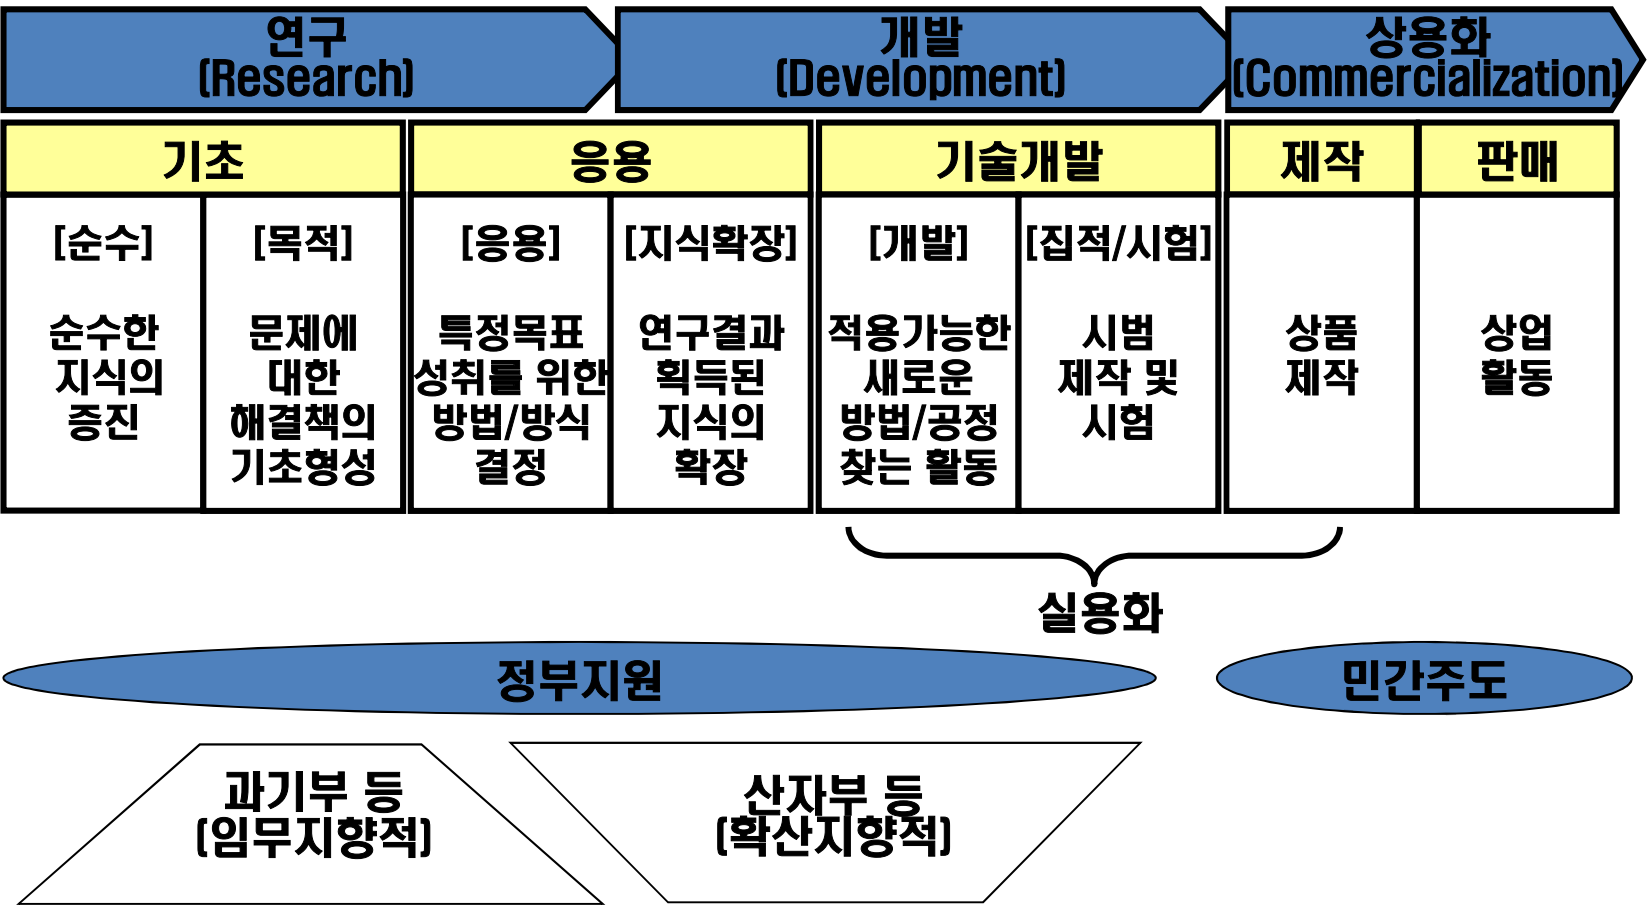 연구
(Research)
개발
(Development)
상용화
(Commercialization)
기초
응용
기술개발
제작
판매
[순수]
순수한
지식의
증진
[목적]
문제에
대한
해결책의
기초형성
[응용]
특정목표
성취를 위한
방법/방식
결정
[지식확장]
연구결과
획득된
지식의
확장
[개발]
적용가능한
새로운
방법/공정
찾는 활동
[집적/시험]
시범
제작 및
시험
상품
제작
상업
활동
실용화
정부지원
민간주도
과기부 등
(임무지향적)
산자부 등
(확산지향적)